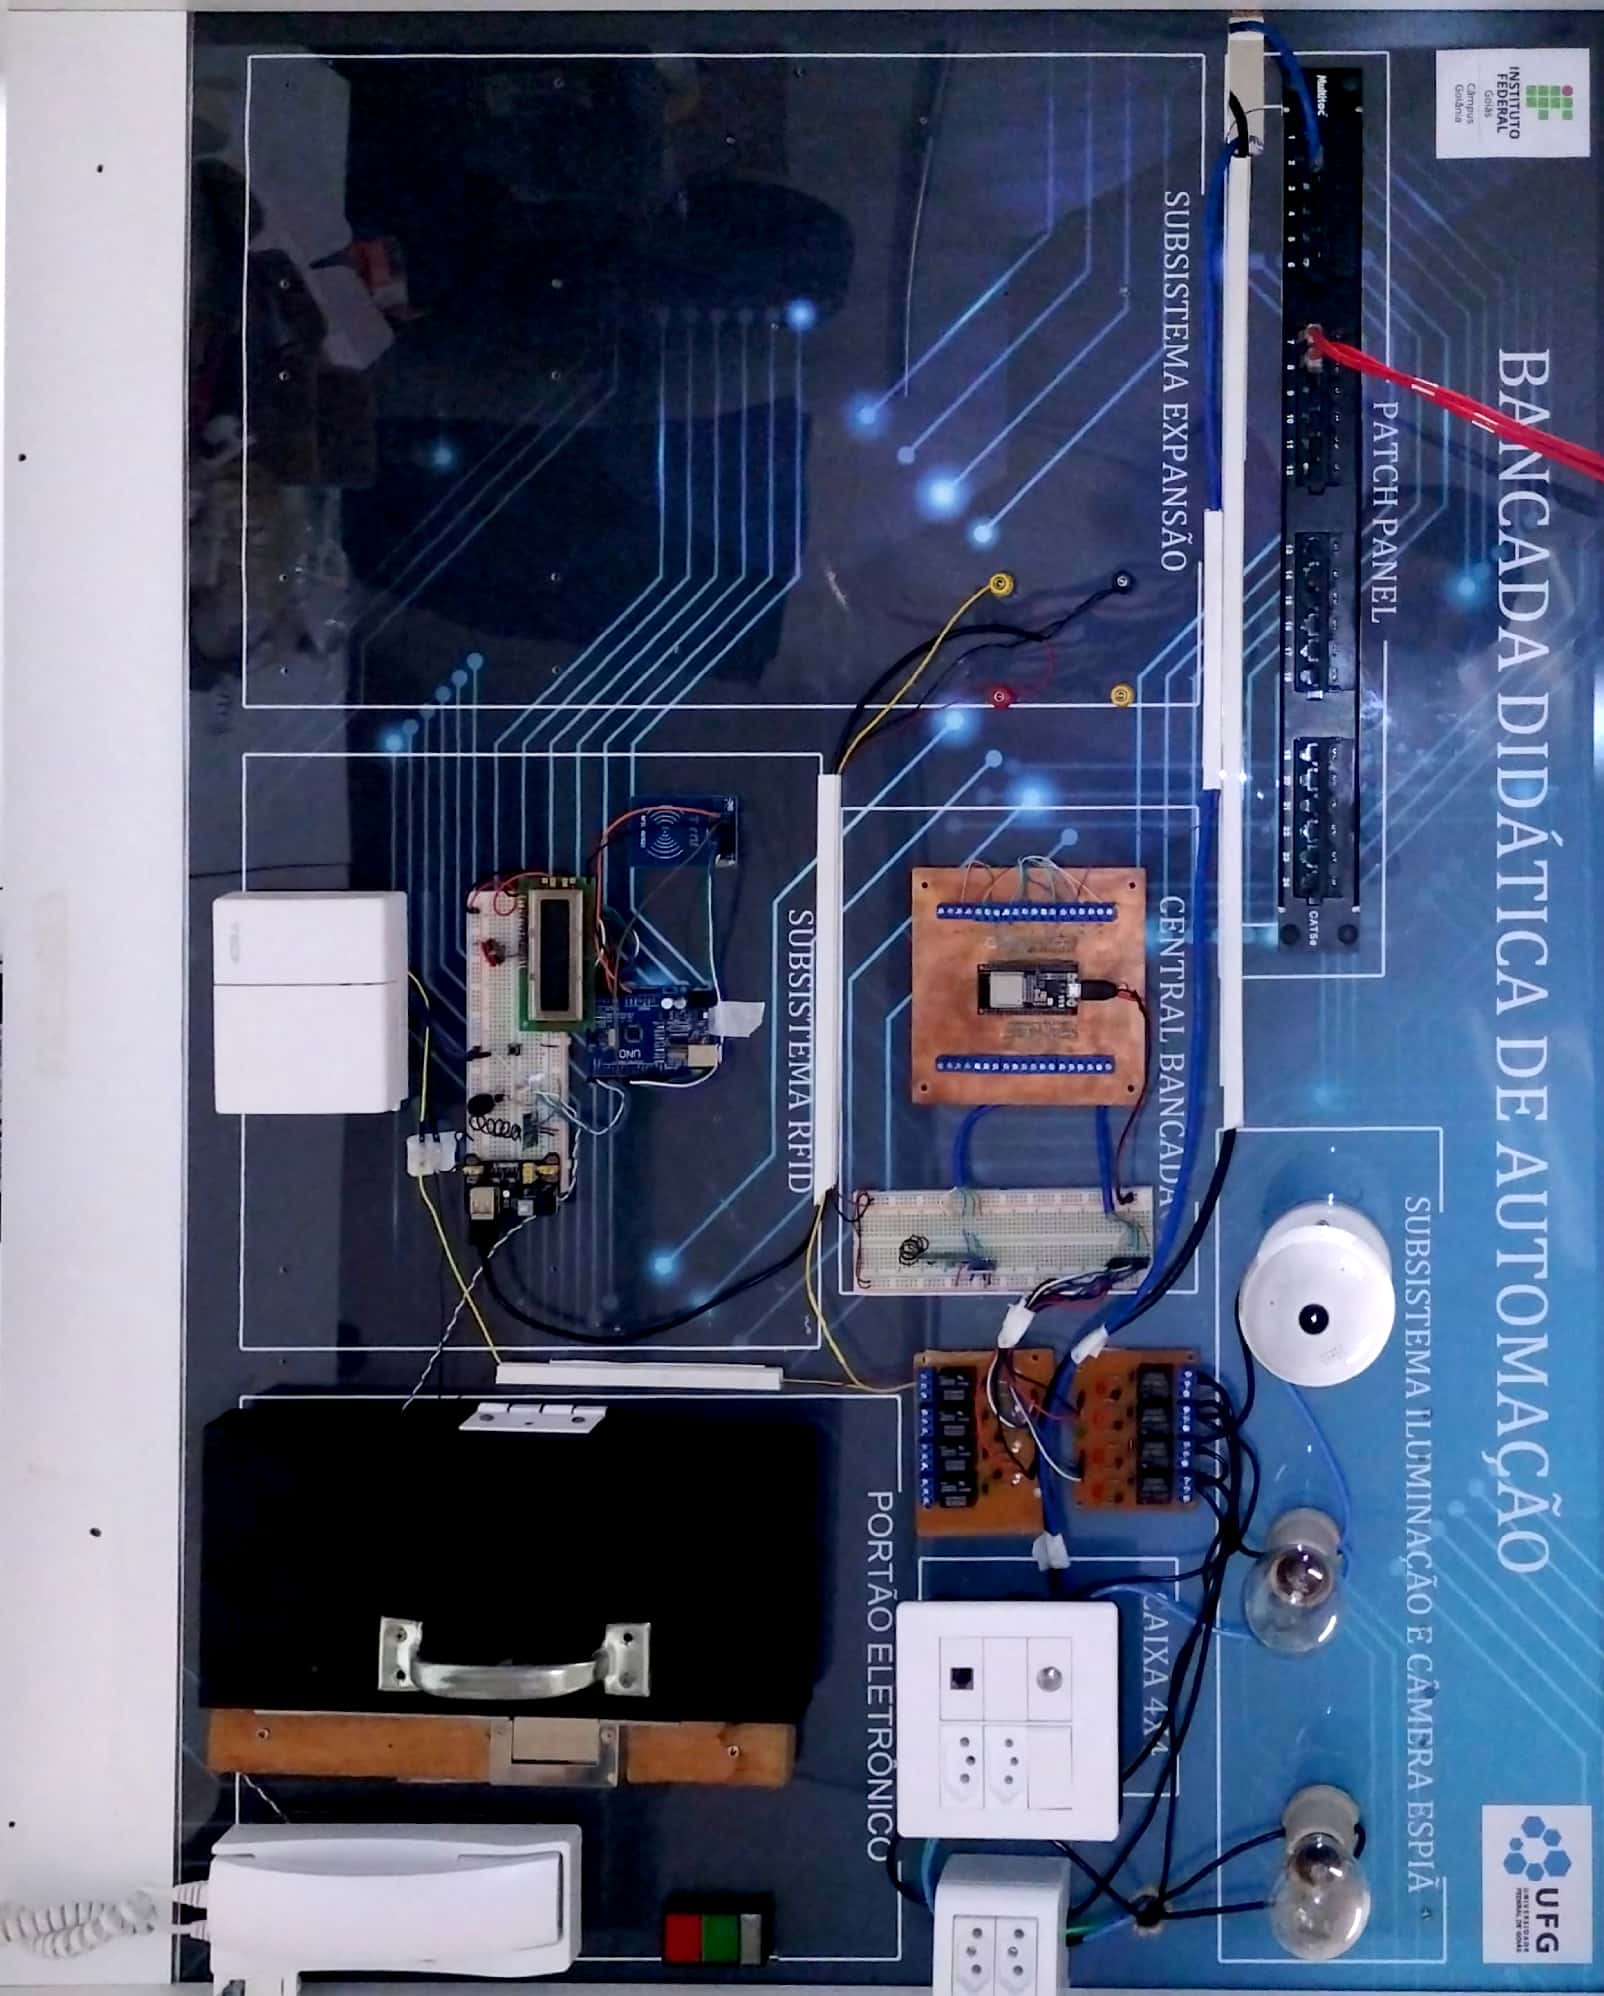 INSTITUTO
FEDERAL
Goiás
Câmpus
Goiânia
BANCADA DIDÁTICA DE AUTOMAÇÃO
UFG
UNIVERSIDADE
FEDERAL DE GOIÁS
SUBSISTEMA ILUMINAÇÃO E CÂMERA ESPIÃ
PATCH PANEL
Multitoc
CAT5e
1 2 3 4 5 6 7 8 9 10 11 12 13 14 15 16 17 18 19 20 21 22 23 24
SUBSISTEMA EXPANSÃO
CENTRAL BANCADA
CAIXA 4X4
PORTÃO ELETRÔNICO
SUBSISTEMA RFID
UNO